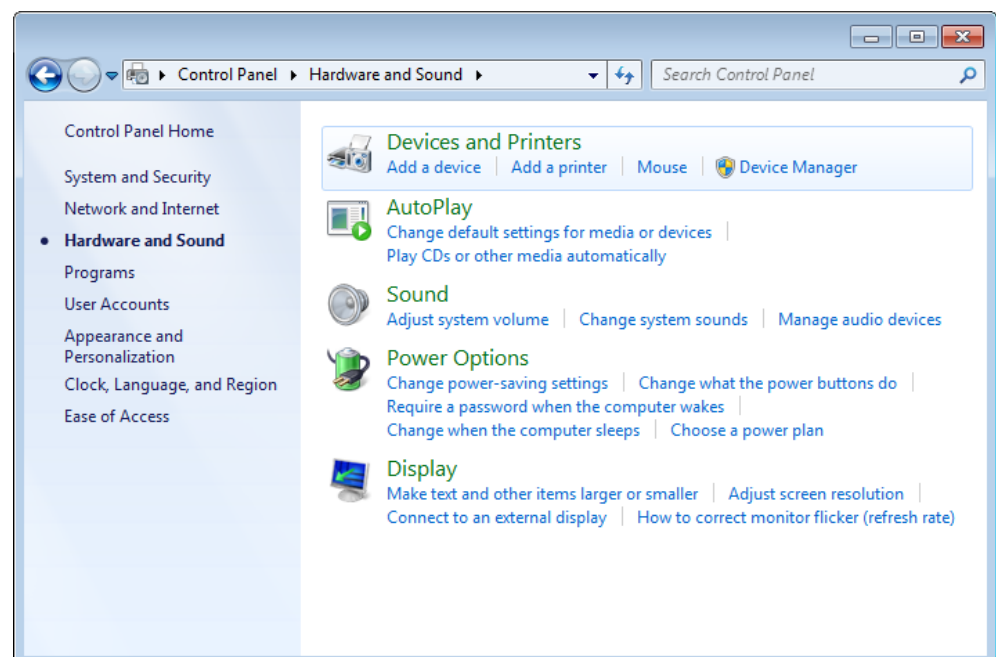 Control Panel Hardware and Sound Search Control Panel
Control Panel Home
System and Security
Network and Internet
Hardware and Sound
Programs
User Accounts
Appearance and
Personalization
Clock, Language, and Region
Ease of Access
Devices and Printers
Add a device Add a printer Mouse Device Manager
AutoPlay
Change default settings for media or devices
Play CDs or other media automatically
Sound
Adjust system volume Change system sounds Manage audio devices
Power Options
Change power-saving settings Change what the power buttons do
Require a password when the computer wakes
Change when the computer sleeps Choose a power plan
Display
Make text and other items larger or smaller Adjust screen resolution
Connect to an external display How to correct monitor flicker (refresh rate)